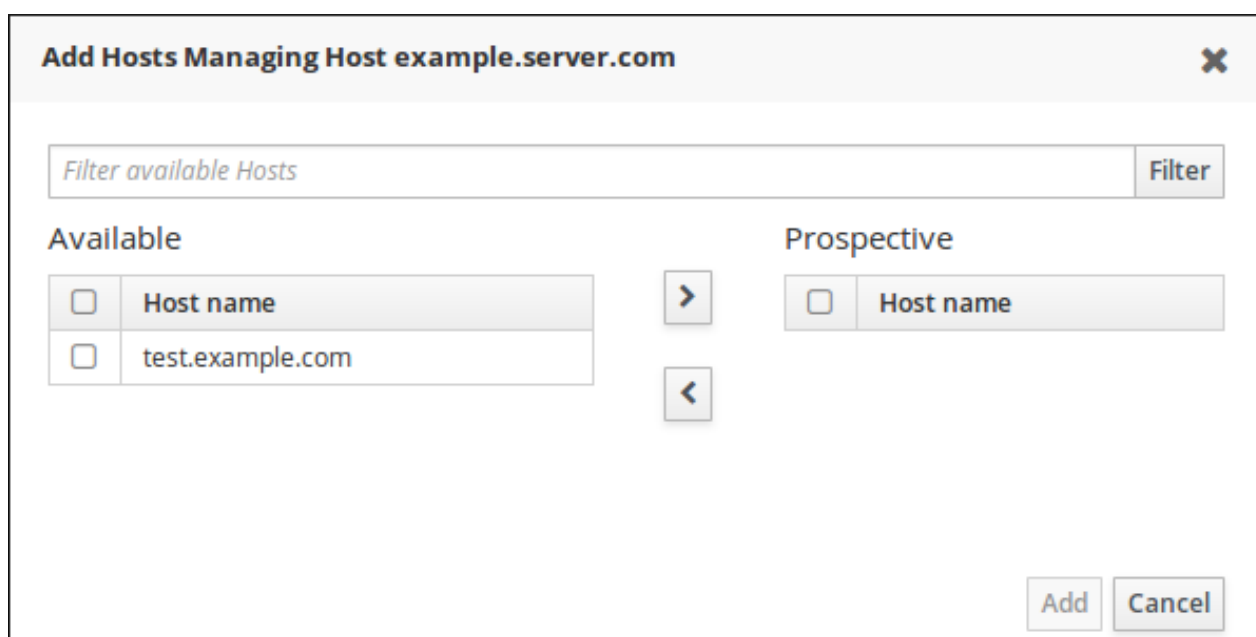 Add Hosts Managing Host example.server.com
Filter available Hosts
Filter
Available
Prospective
Host name
Host name
test.example.com
Add
Cancel